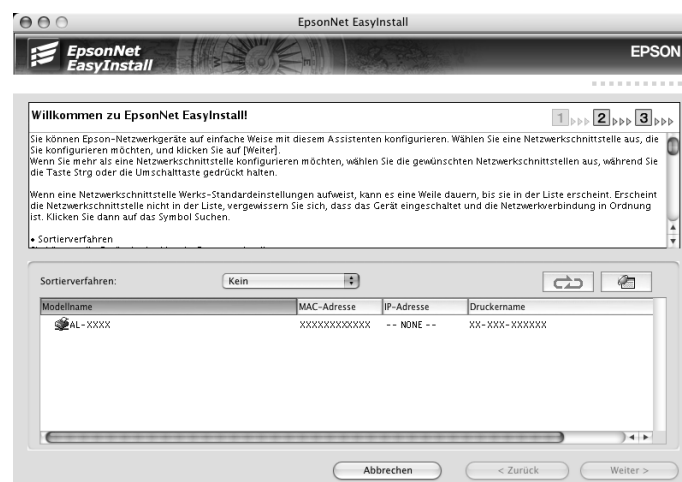 EpsonNet EasyInstall
EpsonNet
EasyInstall
EPSON
Willkommen zu EpsonNet EasyInstall!
1 2 3
Sie können Epson-Netzwerkgeräte auf einfache Weise mit diesem Assistenten konfigurieren. Wählen Sie eine Netzwerkschnittstelle aus, die
Sie konfigurieren möchten, und klicken Sie auf [Weiter].
Wenn Sie mehr als eine Netzwerkschnittstelle konfigurieren möchten, wählen Sie die gewünschten Netzwerkschnittstellen aus, während Sie
die Taste Strg oder die Umschalttaste gedrückt halten.
Wenn eine Netzwerkschnittstelle Werks-Standardeinstellungen aufweist, kann es eine Weile dauern, bis sie in der Liste erscheint. Erscheint
die Netzwerkschnittstelle nicht in der Liste, vergewissern Sie sich, dass das Gerät eingeschaltet und die Netzwerkverbindung in Ordnung
ist. Klicken Sie dann auf das Symbol Suchen.
• Sortierverfahren
Sortierverfahren: Kein
Modellname MAC-Adresse IP-Adresse Druckername
AL-XXXX XXXXXXXXXXXX -- NONE -- XX-XXX-XXXXXX
Abbrechen < Zurück Weiter >